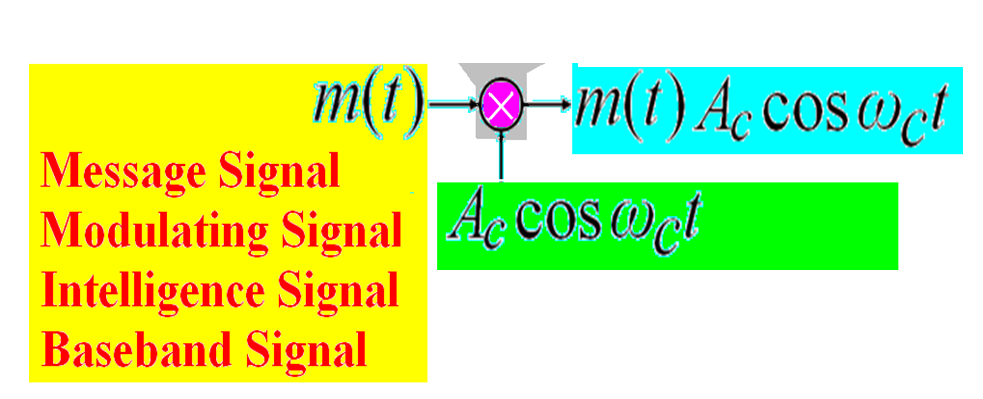 m(t) × m(t) A_c cos ω_c t
A_c cos ω_c t
Message Signal
Modulating Signal
Intelligence Signal
Baseband Signal